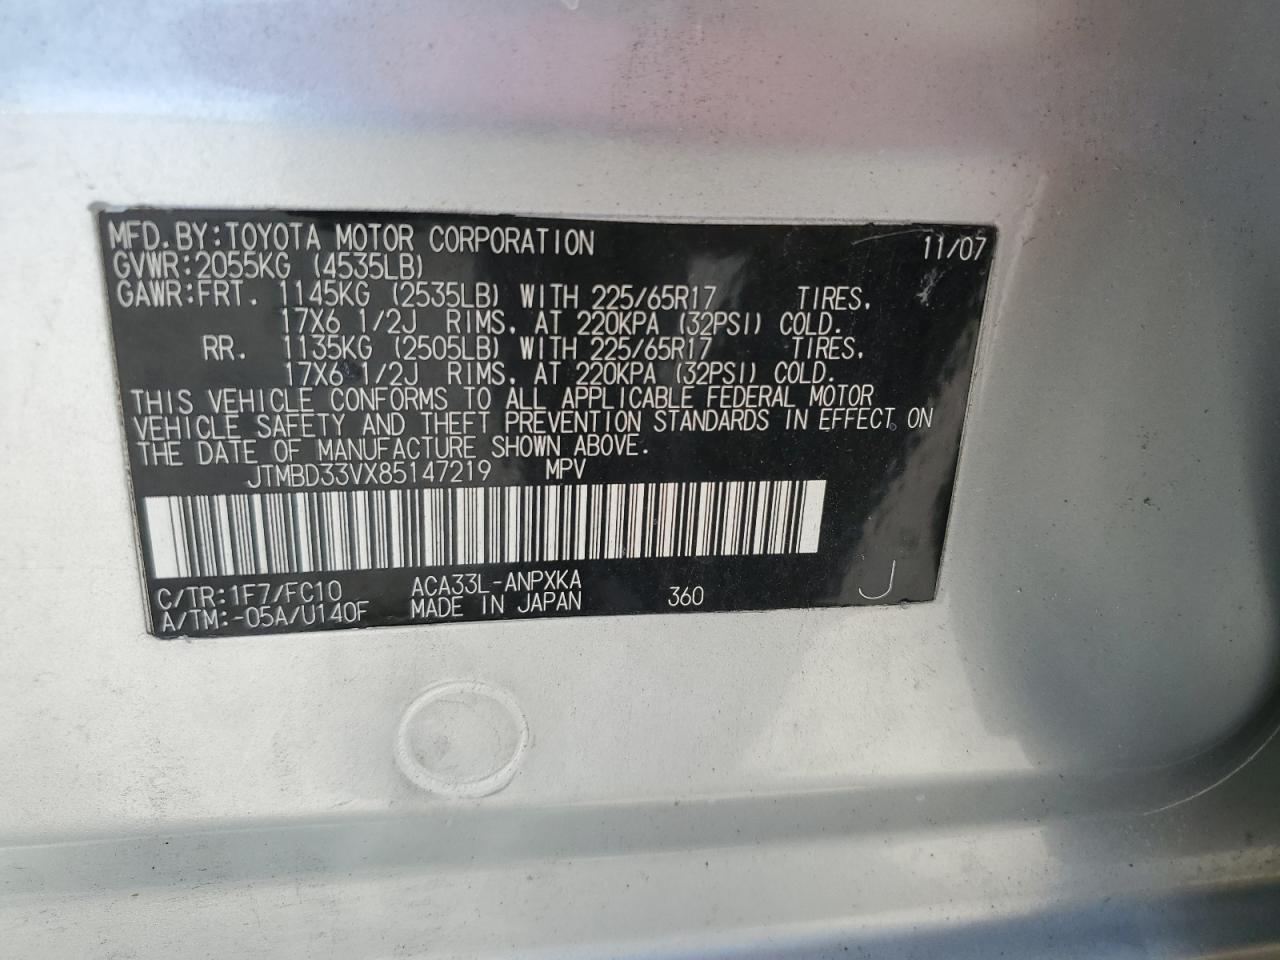 MFD.BY:TOYOTA MOTOR CORPORATION 11/07
GVWR:2055KG (4535LB)
GAWR:FRT. 1145KG (2535LB) WITH 225/65R17 TIRES,
17X6 1/2J RIMS, AT 220KPA (32PSI) COLD.
RR. 1135KG (2505LB) WITH 225/65R17 TIRES,
17X6 1/2J RIMS, AT 220KPA (32PSI) COLD.
THIS VEHICLE CONFORMS TO ALL APPLICABLE FEDERAL MOTOR
VEHICLE SAFETY AND THEFT PREVENTION STANDARDS IN EFFECT ON
THE DATE OF MANUFACTURE SHOWN ABOVE.
JTMBD33VX85147219 MPV
C/TR:1F7/FC10 ACA33L-ANPXKA
A/TM:-05A/U140F MADE IN JAPAN 360 J